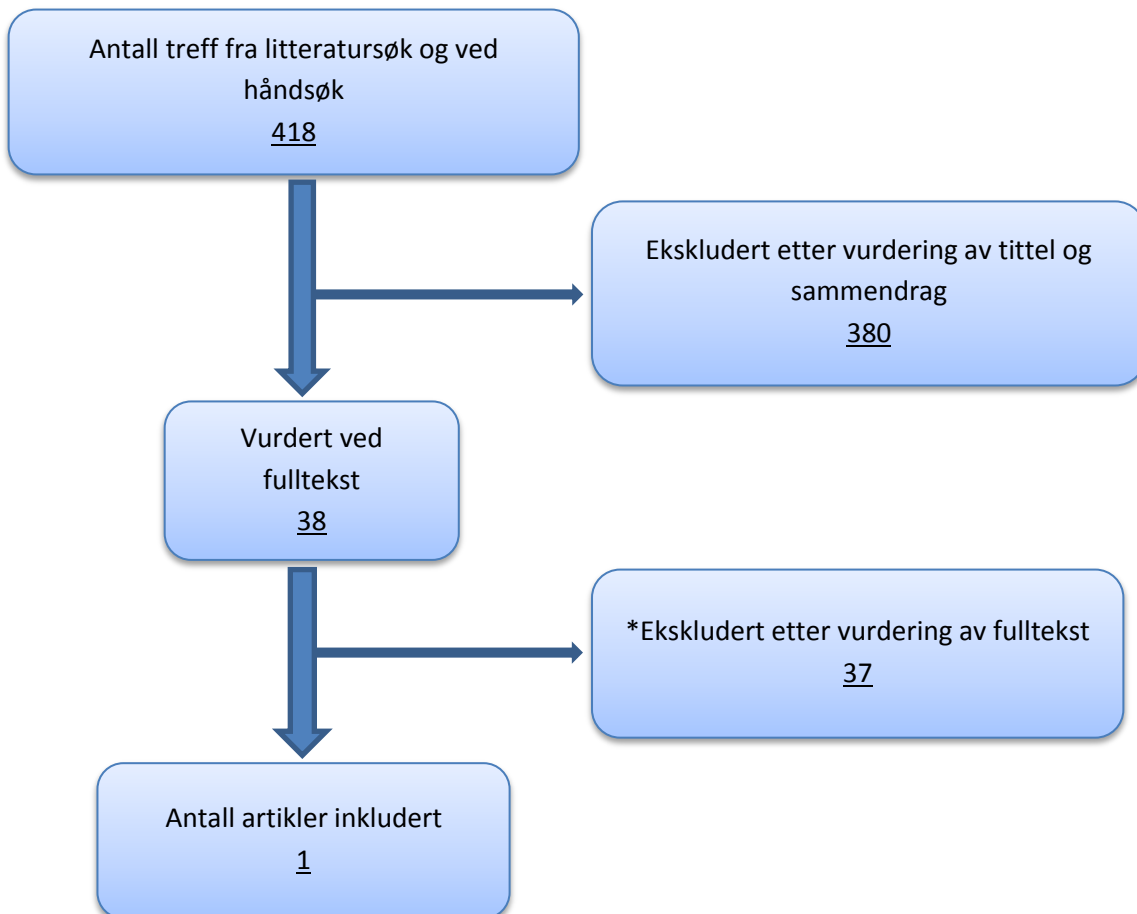 Antall treff fra litteratursøk og ved
håndsøk
418
Ekskludert etter vurdering av tittel og
sammendrag
380
Vurdert ved
fulltekst
38
*Ekskludert etter vurdering av fulltekst
37
Antall artikler inkludert
1